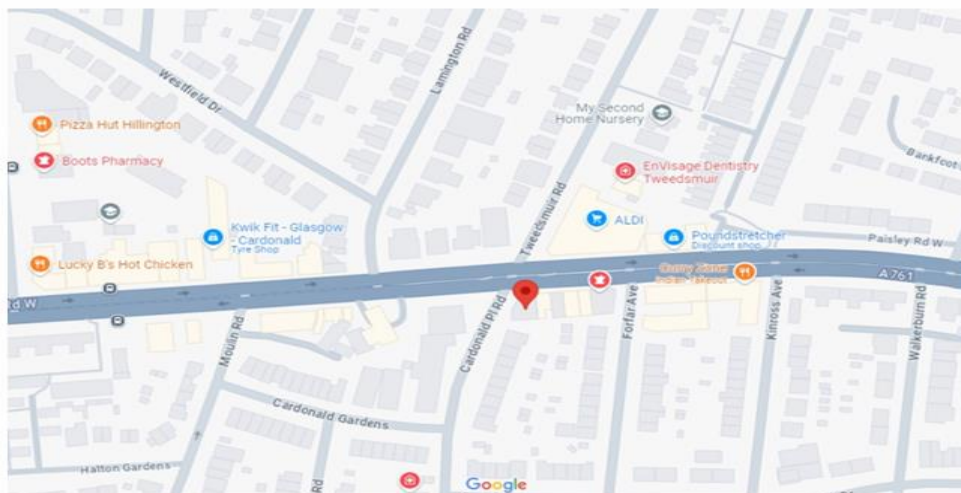 Westfield Dr
Lamington Rd
My Second
Home Nursery
Pizza Hut Hillington
Boots Pharmacy
EnVisage Dentistry
Tweedsmuir
Barkfoot
Tweedsmuir Rd
Kwik Fit - Glasgow
- Cardonald
Tyre Shop
ALDI
Poundstretcher
Discount shop
Paisley Rd W
Lucky B's Hot Chicken
Curry Zone
Indian Takeout
A761
Rd W
Moulin Rd
Cardonald Pl Rd
Forfar Ave
Kinross Ave
Walkerburn Rd
Cardonald Gardens
Halton Gardens
Rd
Google